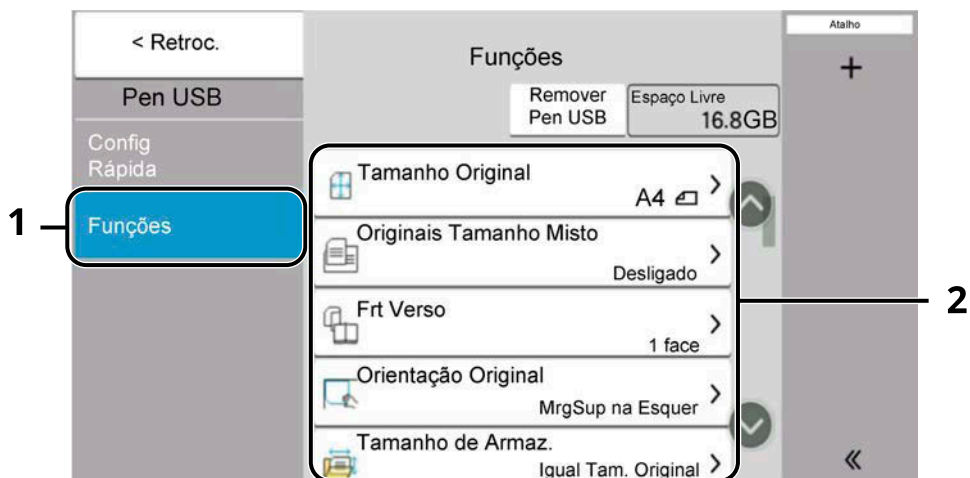 Atalho
< Retroc.
Funções
+
Pen USB
Remover
Pen USB
Espaço Livre
16.8GB
Config
Rápida
Tamanho Original
A4
>
1
Funções
Originais Tamanho Misto
Desligado
>
2
Frt Verso
1 face
>
Orientação Original
MrgSup na Esquer
>
Tamanho de Armaz.
Igual Tam. Original
>
«